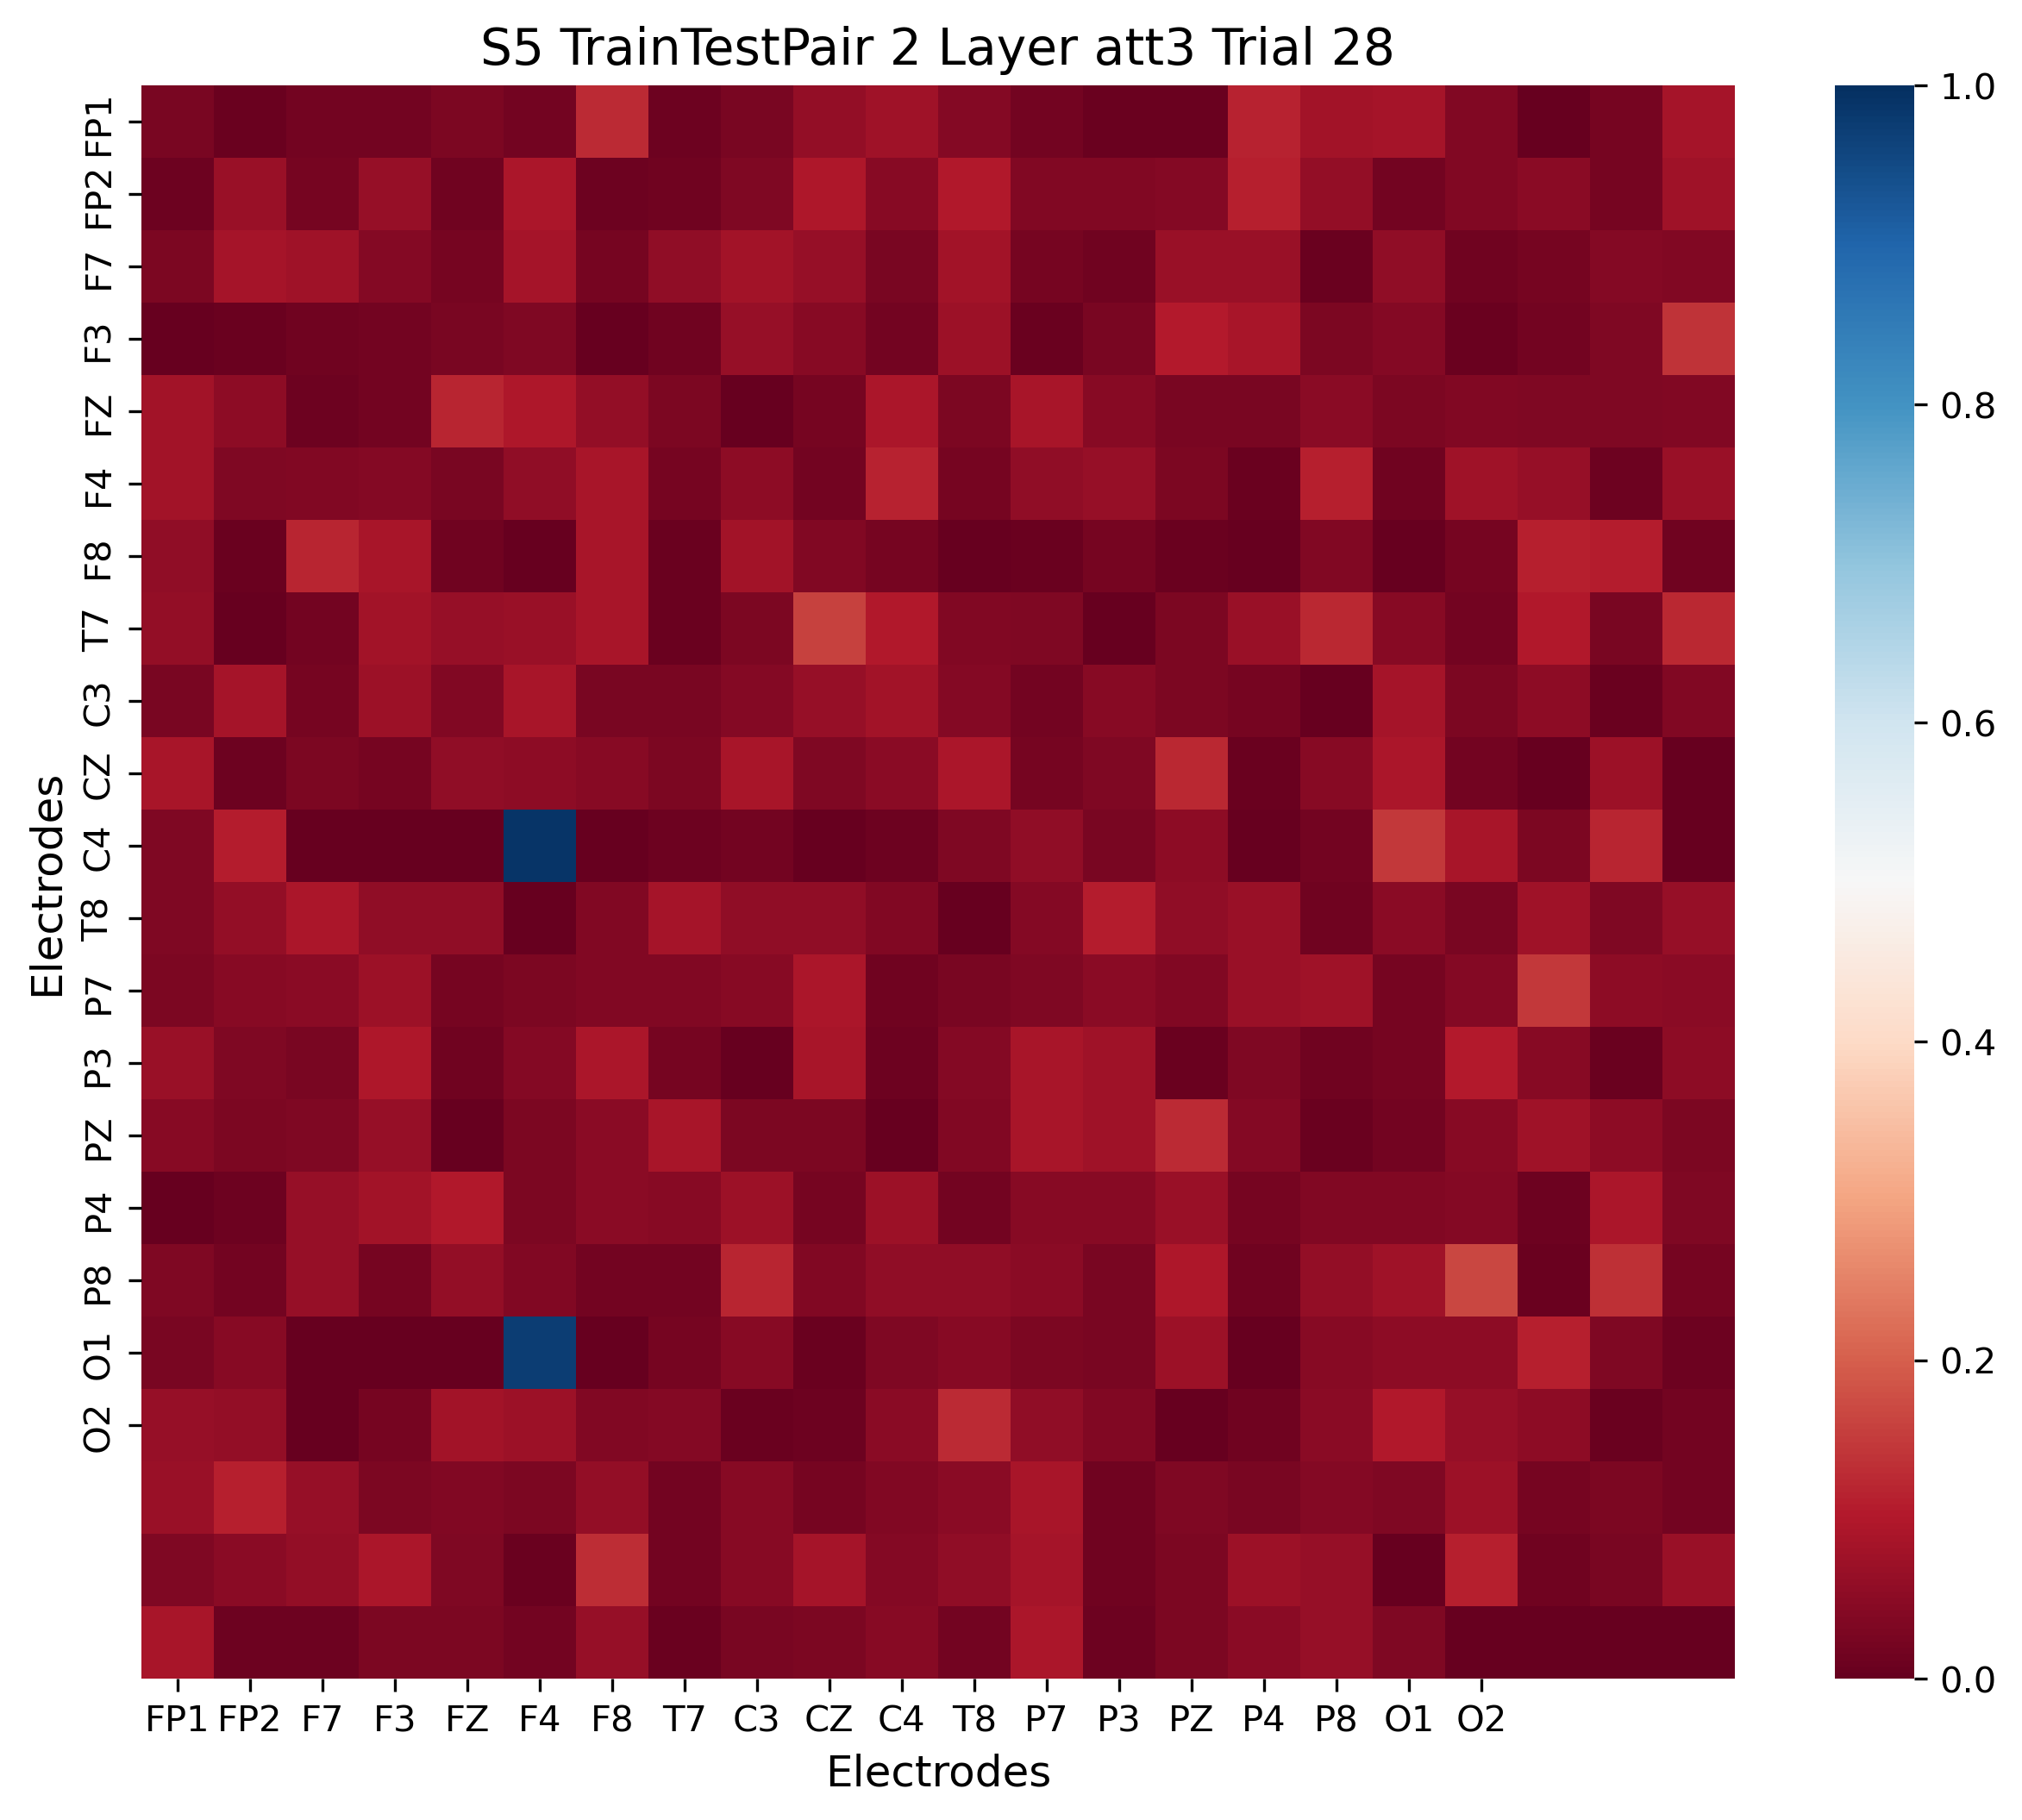 S5 TrainTestPair 2 Layer att3 Trial 28
Electrodes
FP1
FP2
F7
F3
FZ
F4
F8
T7
C3
CZ
C4
T8
P7
P3
PZ
P4
P8
O1
O2
FP1 FP2 F7 F3 FZ F4 F8 T7 C3 CZ C4 T8 P7 P3 PZ P4 P8 O1 O2
Electrodes
1.0
0.8
0.6
0.4
0.2
0.0